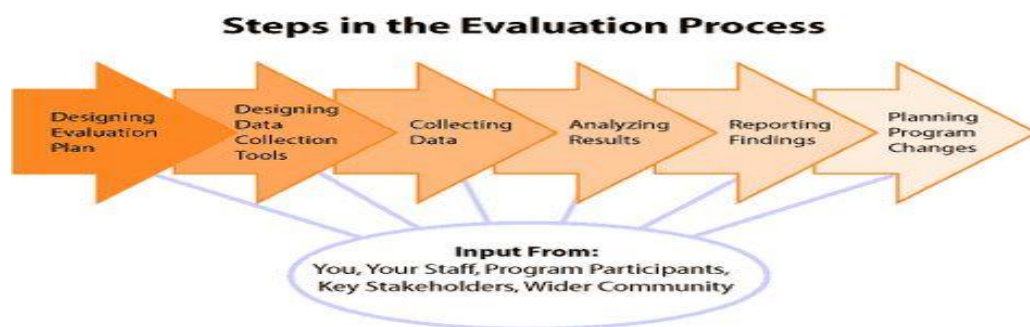 Steps in the Evaluation Process
Designing
Evaluation
Plan
Designing
Data
Collection
Tools
Collecting
Data
Analyzing
Results
Reporting
Findings
Planning
Program
Changes
Input From:
You, Your Staff, Program Participants,
Key Stakeholders, Wider Community